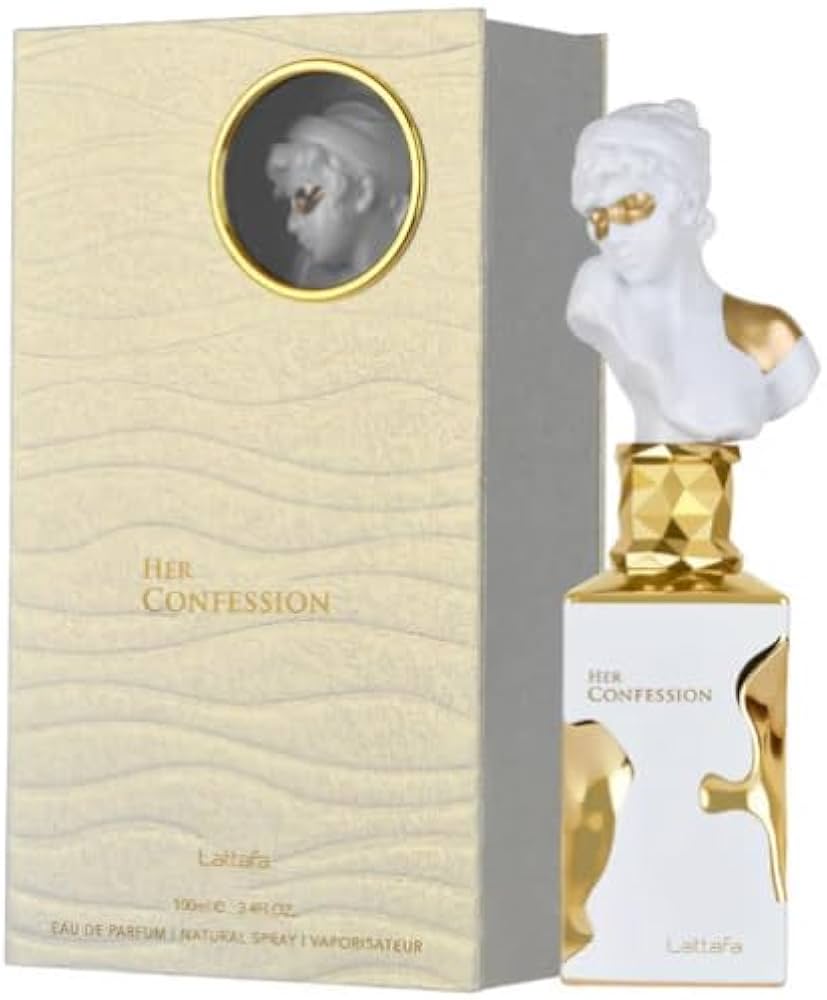 HER
CONFESSION
Lattafa
100ml ℮ 3.4FL.OZ.
EAU DE PARFUM | NATURAL SPRAY | VAPORISATEUR
HER
CONFESSION
Lattafa